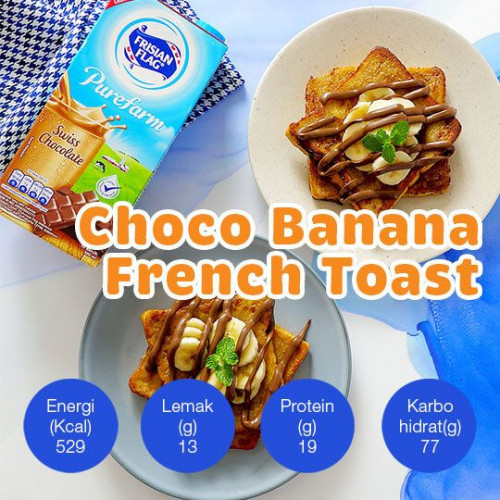 FRISIAN
FLAG
Purefarm
Swiss
Chocolate
Choco Banana
French Toast
Energi
(Kcal)
529
Lemak
(g)
13
Protein
(g)
19
Karbo
hidrat(g)
77